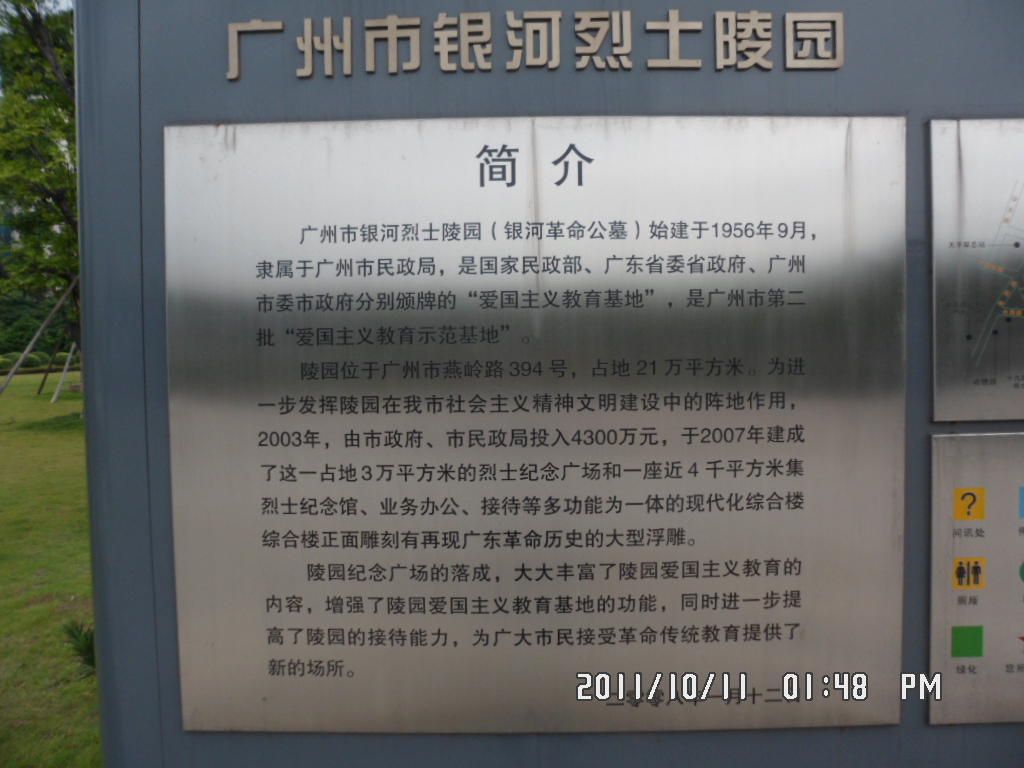 广州市银河烈士陵园
简介
广州市银河烈士陵园（银河革命公墓）始建于1956年9月，
隶属于广州市民政局，是国家民政部、广东省委省政府、广州
市委市政府分别颁牌的“爱国主义教育基地”，是广州市第二
批“爱国主义教育示范基地”。
陵园位于广州市燕岭路394号，占地21万平方米。为进
一步发挥陵园在我市社会主义精神文明建设中的阵地作用，
2003年，由市政府、市民政局投入4300万元，于2007年建成
了这一占地3万平方米的烈士纪念广场和一座近4千平方米集
烈士纪念馆、业务办公、接待等多功能为一体的现代化综合楼
综合楼正面雕刻有再现广东革命历史的大型浮雕。
陵园纪念广场的落成，大大丰富了陵园爱国主义教育的
内容，增强了陵园爱国主义教育基地的功能，同时进一步提
高了陵园的接待能力，为广大市民接受革命传统教育提供了
新的场所。
二零零八年一月十二
?
问讯处
厕所
绿化
2011/10/11 01:48 PM